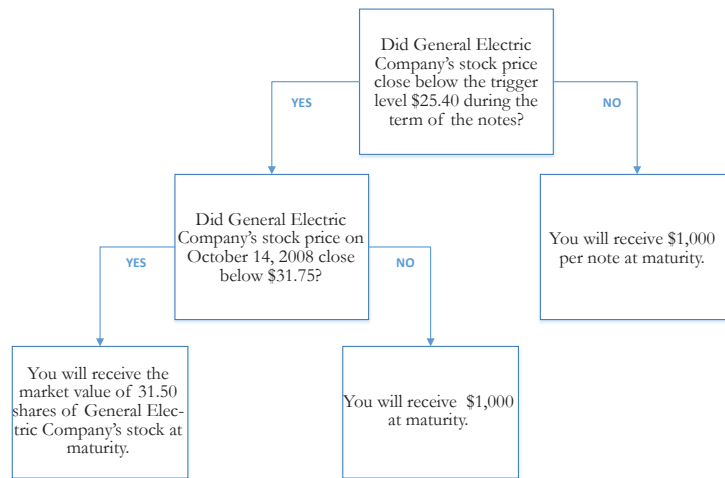 Did General Electric
Company's stock price
close below the trigger
level $25.40 during the
term of the notes?
YES
NO
Did General Electric
Company's stock price on
October 14, 2008 close
below $31.75?
You will receive $1,000
per note at maturity.
YES
NO
You will receive the
market value of 31.50
shares of General Elec-
tric Company's stock at
maturity.
You will receive $1,000
at maturity.